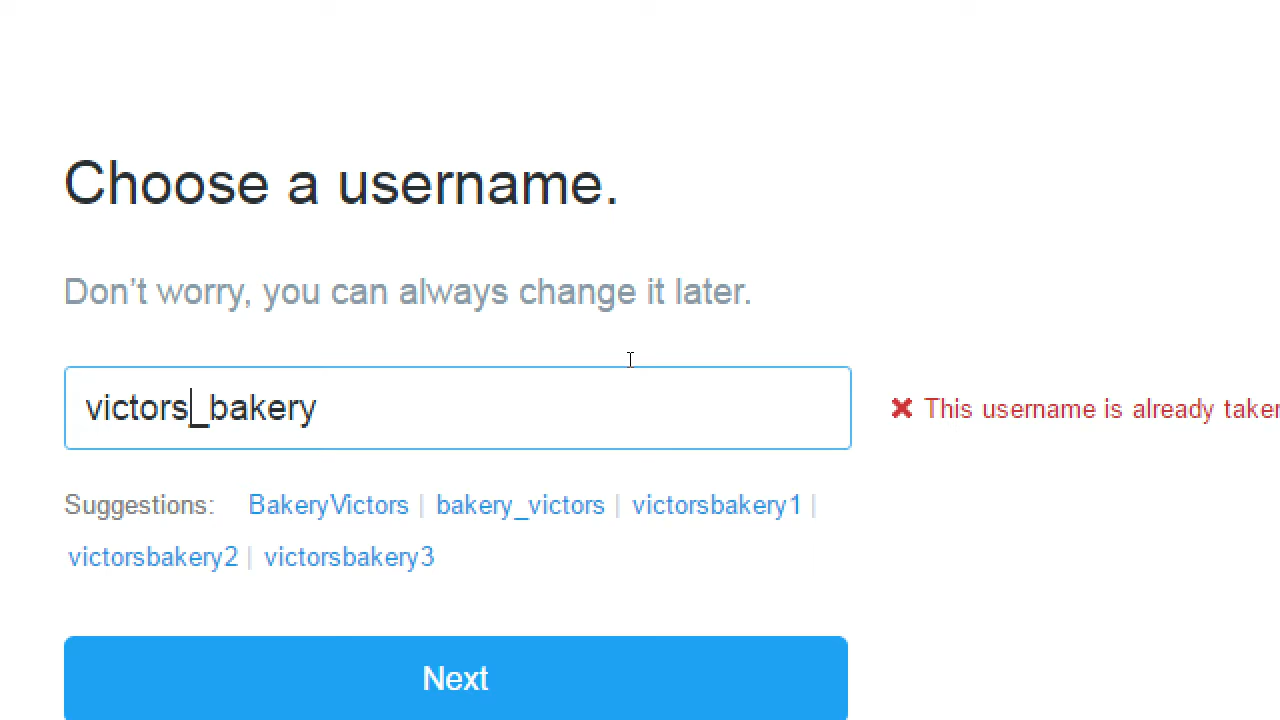 Choose a username.
Don't worry, you can always change it later.
victors_bakery
This username is already taken
Suggestions: BakeryVictors | bakery_victors | victorsbakery1 |
victorsbakery2 | victorsbakery3
Next